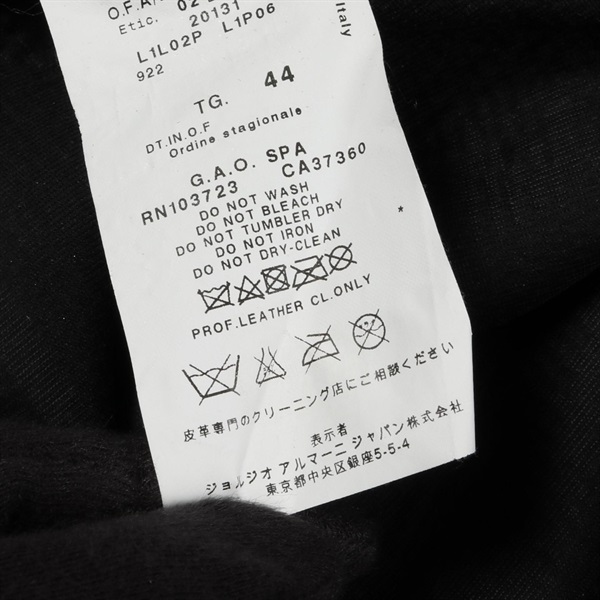 O.F.A
Etic. 02
20131
L1L02P L1P06
922
Italy
TG. 44
DT.IN.O.F
Ordine stagionale
G.A.O. SPA
RN103723 CA37360
DO NOT WASH
DO NOT BLEACH
DO NOT TUMBLER DRY
DO NOT IRON
DO NOT DRY-CLEAN
*
PROF.LEATHER CL.ONLY
皮革専門のクリーニング店にご相談ください
表示者
ジョルジオ アルマーニ ジャパン株式会社
東京都中央区銀座5-5-4